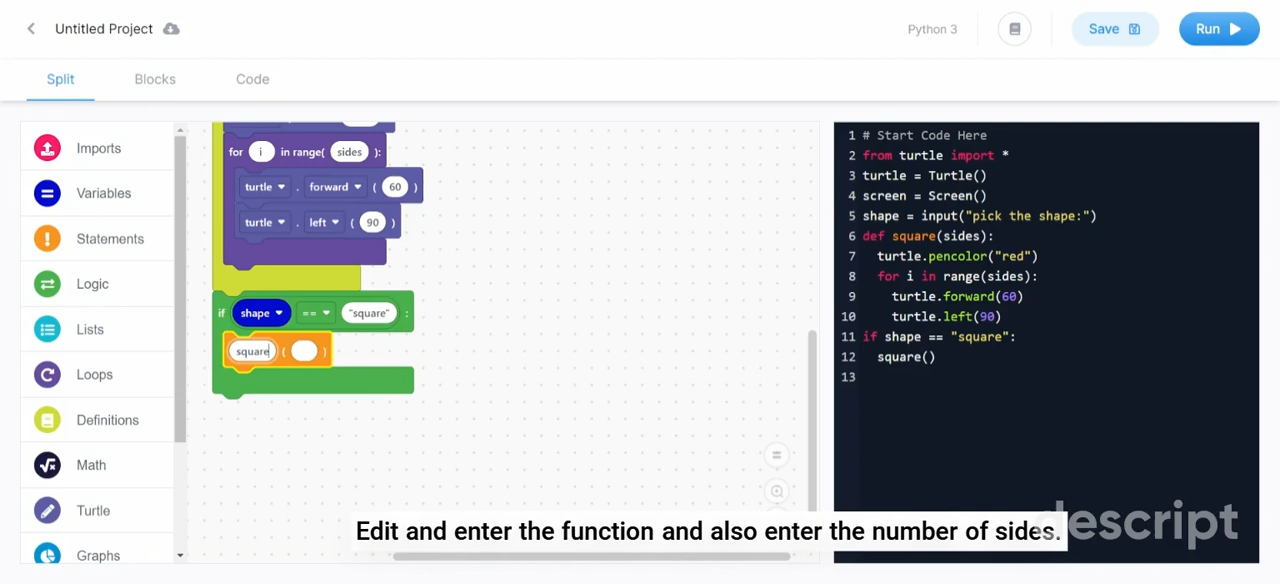 Untitled Project
Python 3
Save
Run
Split
Blocks
Code
Imports
Variables
Statements
Logic
Lists
Loops
Definitions
Math
Turtle
Graphs
for i in range( sides ):
turtle . forward ( 60 )
turtle . left ( 90 )
if shape == "square" :
square ( )
1 # Start Code Here
2 from turtle import *
3 turtle = Turtle()
4 screen = Screen()
5 shape = input("pick the shape:")
6 def square(sides):
7 turtle.pencolor("red")
8 for i in range(sides):
9 turtle.forward(60)
10 turtle.left(90)
11 if shape == "square":
12 square()
13
Edit and enter the function and also enter the number of sides.
descript